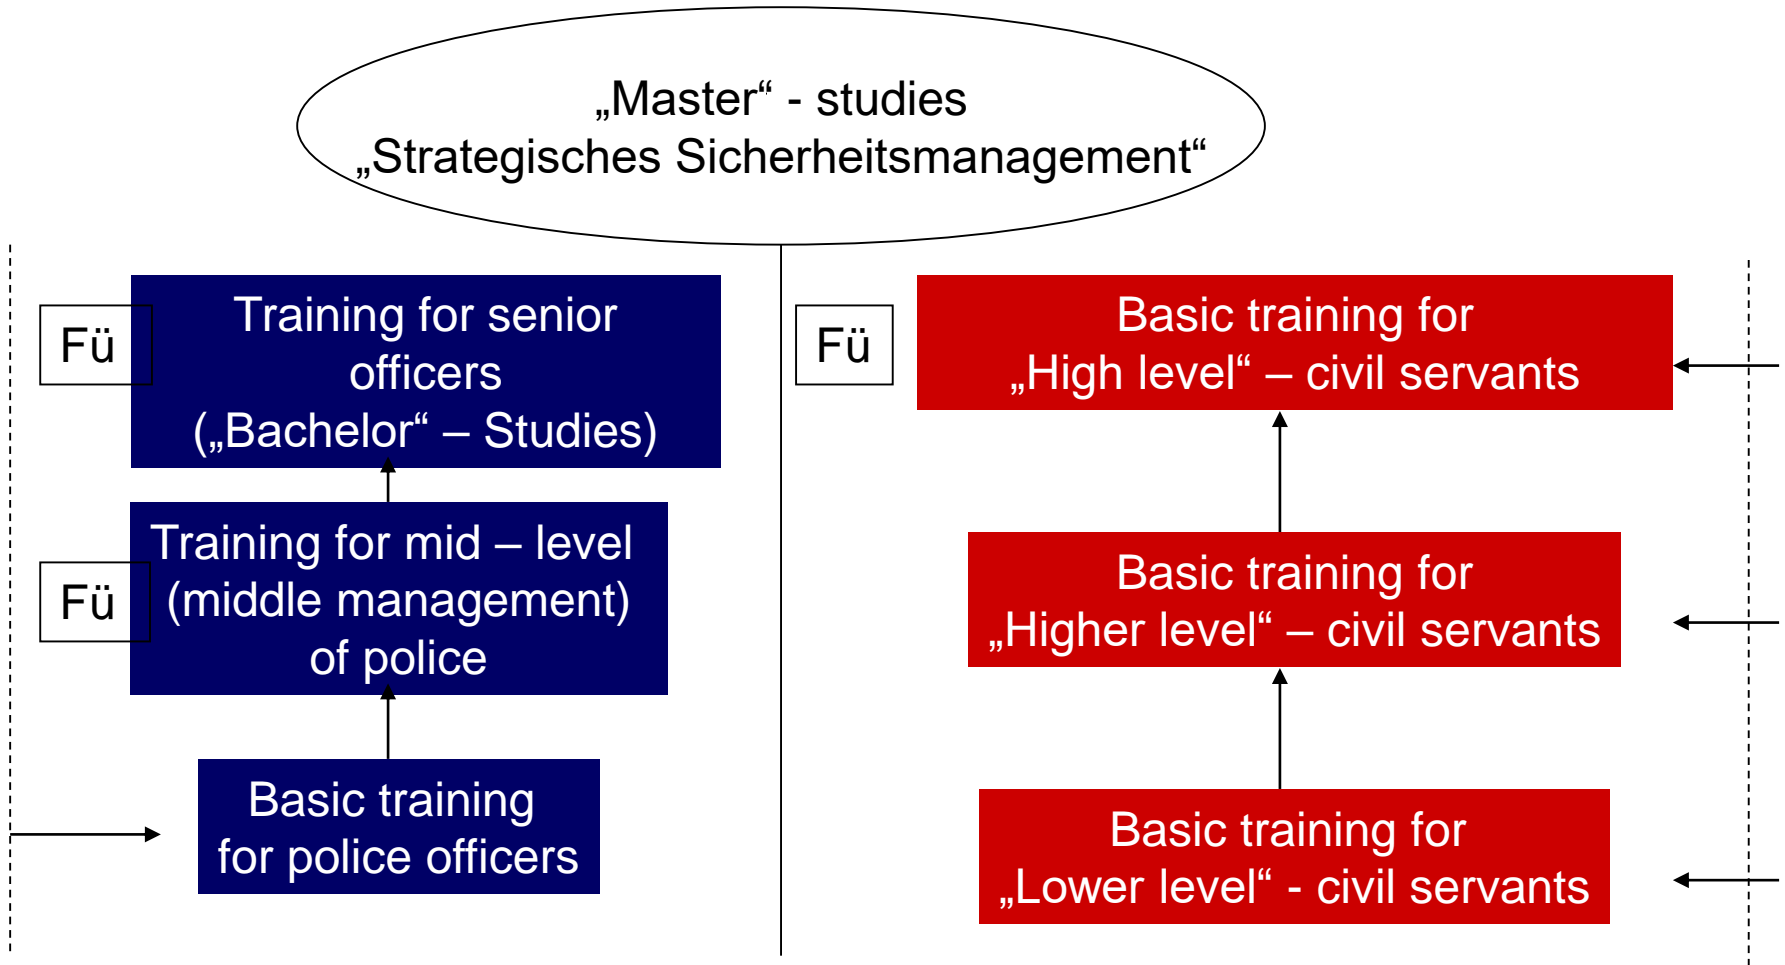 „Master“ - studies
„Strategisches Sicherheitsmanagement“
Fü
Training for senior
officers
(„Bachelor“ – Studies)
Fü
Training for mid – level
(middle management)
of police
Basic training
for police officers
Fü
Basic training for
„High level“ – civil servants
Basic training for
„Higher level“ – civil servants
Basic training for
„Lower level“ - civil servants